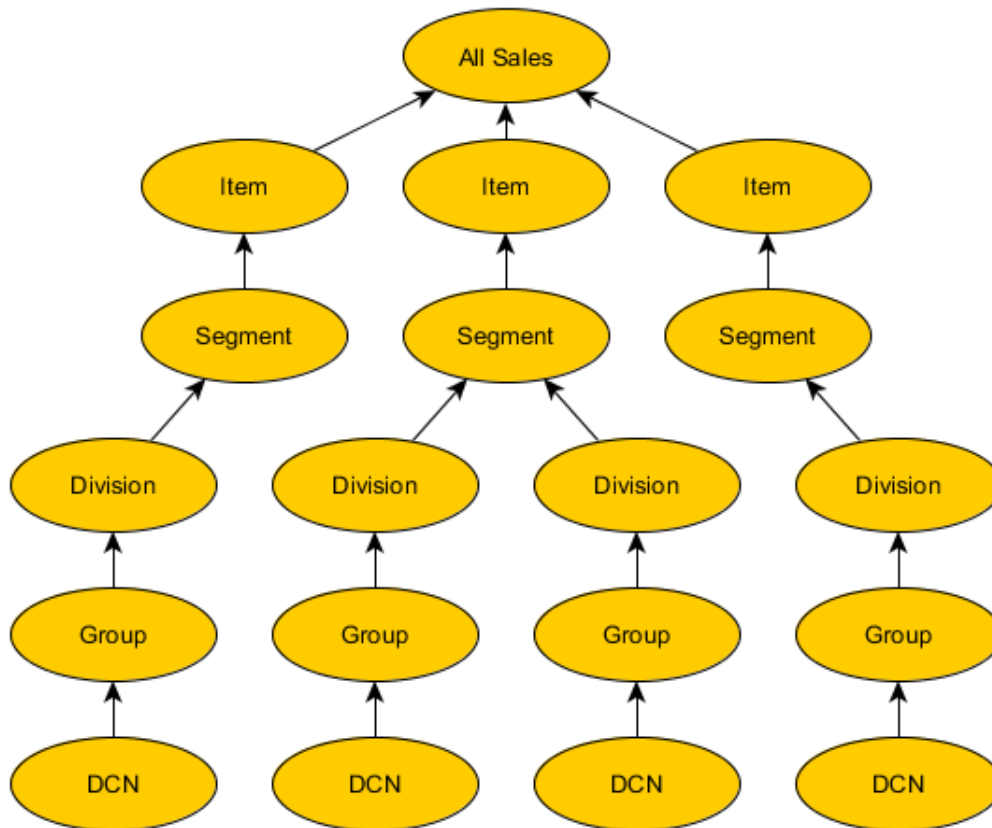 All Sales
Item
Item
Item
Segment
Segment
Segment
Division
Division
Division
Division
Group
Group
Group
Group
DCN
DCN
DCN
DCN